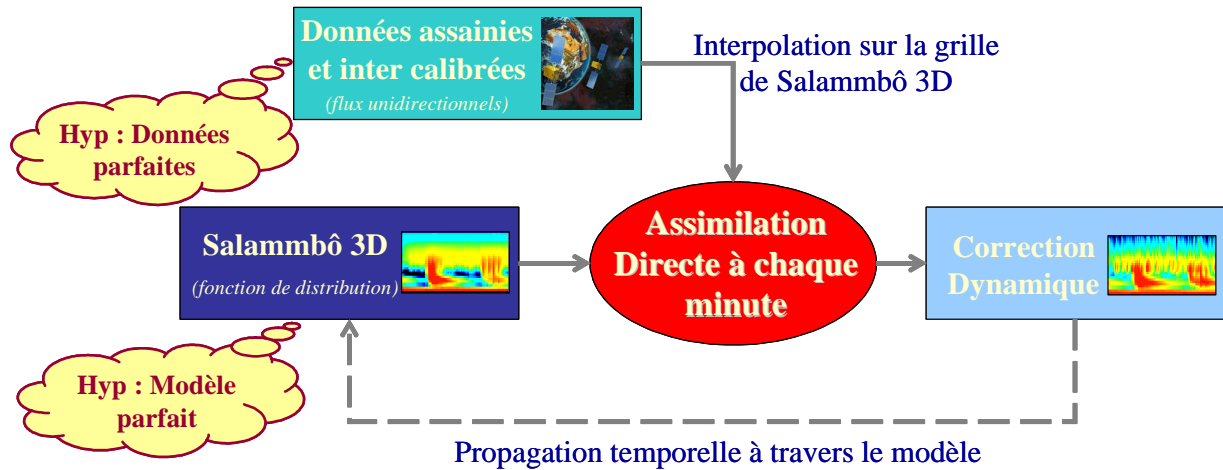 Données assainies
et inter calibrées
(flux unidirectionnels)
Interpolation sur la grille
de Salammbô 3D
Hyp : Données
parfaites
Salammbô 3D
(fonction de distribution)
Assimilation
Directe à chaque
minute
Correction
Dynamique
Hyp : Modèle
parfait
Propagation temporelle à travers le modèle